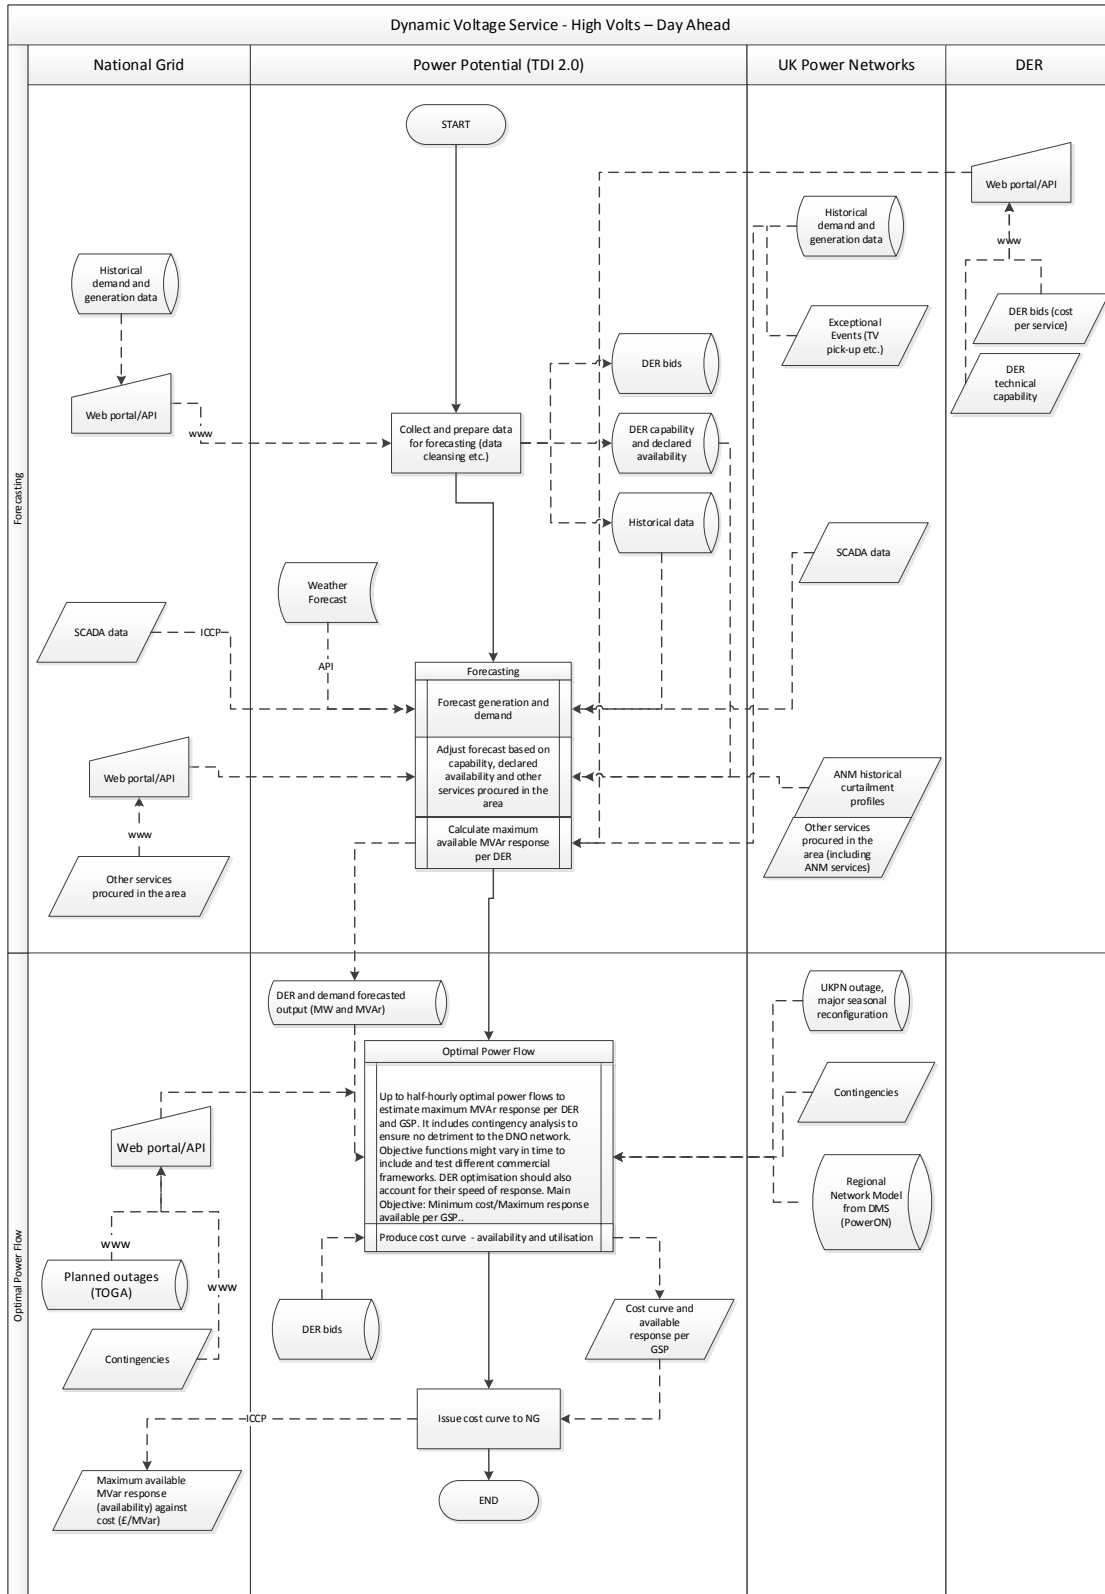 Dynamic Voltage Service - High Volts – Day Ahead
National Grid
Power Potential (TDI 2.0)
UK Power Networks
DER
Forecasting
START
Web portal/API
Historical
demand and
generation data
www
Historical
demand and
generation data
DER bids (cost
per service)
Exceptional
Events (TV
pick-up etc.)
DER bids
DER
technical
capability
Web portal/API
www
Collect and prepare data
for forecasting (data
cleansing etc.)
DER capability
and declared
availability
Historical data
SCADA data
Weather
Forecast
SCADA data
ICCP
API
Forecasting
Forecast generation and
demand
Web portal/API
Adjust forecast based on
capability, declared
availability and other
services procured in the
area
ANM historical
curtailment
profiles
www
Calculate maximum
available MVAr response
per DER
Other services
procured in the
area (including
ANM services)
Other services
procured in the area
Optimal Power Flow
DER and demand forecasted
output (MW and MVAr)
UKPN outage,
major seasonal
reconfiguration
Optimal Power Flow
Contingencies
Up to half-hourly optimal power flows to
estimate maximum MVAr response per DER
and GSP. It includes contingency analysis to
ensure no detriment to the DNO network.
Objective functions might vary in time to
include and test different commercial
frameworks. DER optimisation should also
account for their speed of response. Main
Objective: Minimum cost/Maximum response
available per GSP..
Web portal/API
Regional
Network Model
from DMS
(PowerON)
Produce cost curve - availability and utilisation
www
Planned outages
(TOGA)
www
DER bids
Cost curve and
available
response per
GSP
Contingencies
Issue cost curve to NG
ICCP
Maximum available
MVar response
(availability) against
cost (£/MVar)
END